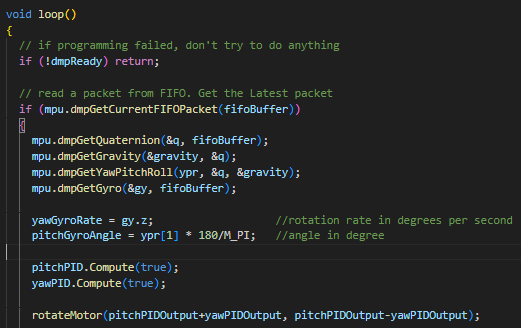 void loop()
{
  // if programming failed, don't try to do anything
  if (!dmpReady) return;

  // read a packet from FIFO. Get the Latest packet
  if (mpu.dmpGetCurrentFIFOPacket(fifoBuffer))
  {
    mpu.dmpGetQuaternion(&q, fifoBuffer);
    mpu.dmpGetGravity(&gravity, &q);
    mpu.dmpGetYawPitchRoll(ypr, &q, &gravity);
    mpu.dmpGetGyro(&gy, fifoBuffer);

    yawGyroRate = gy.z;                //rotation rate in degrees per second
    pitchGyroAngle = ypr[1] * 180/M_PI;   //angle in degree

    pitchPID.Compute(true);
    yawPID.Compute(true);

    rotateMotor(pitchPIDOutput+yawPIDOutput, pitchPIDOutput-yawPIDOutput);